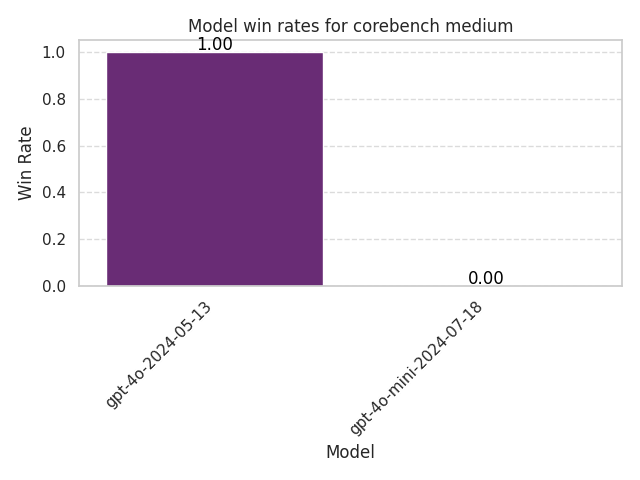 Model win rates for corebench medium
1.00
1.0
0.8
0.6
0.4
0.2
0.0
0.00
Win Rate
gpt-4o-2024-05-13
gpt-4o-mini-2024-07-18
Model